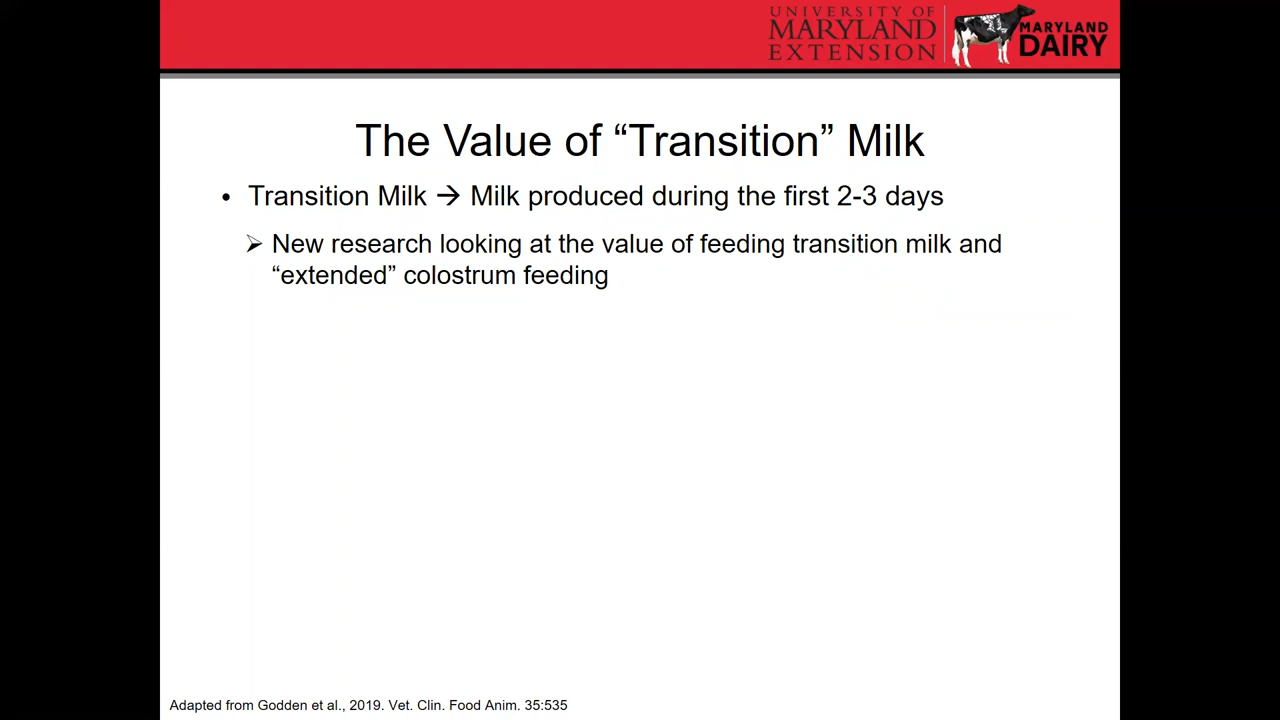 UNIVERSITY OF
MARYLAND
EXTENSION
MARYLAND
DAIRY
The Value of “Transition” Milk
• Transition Milk → Milk produced during the first 2-3 days
➢ New research looking at the value of feeding transition milk and
“extended” colostrum feeding
Adapted from Godden et al., 2019. Vet. Clin. Food Anim. 35:535